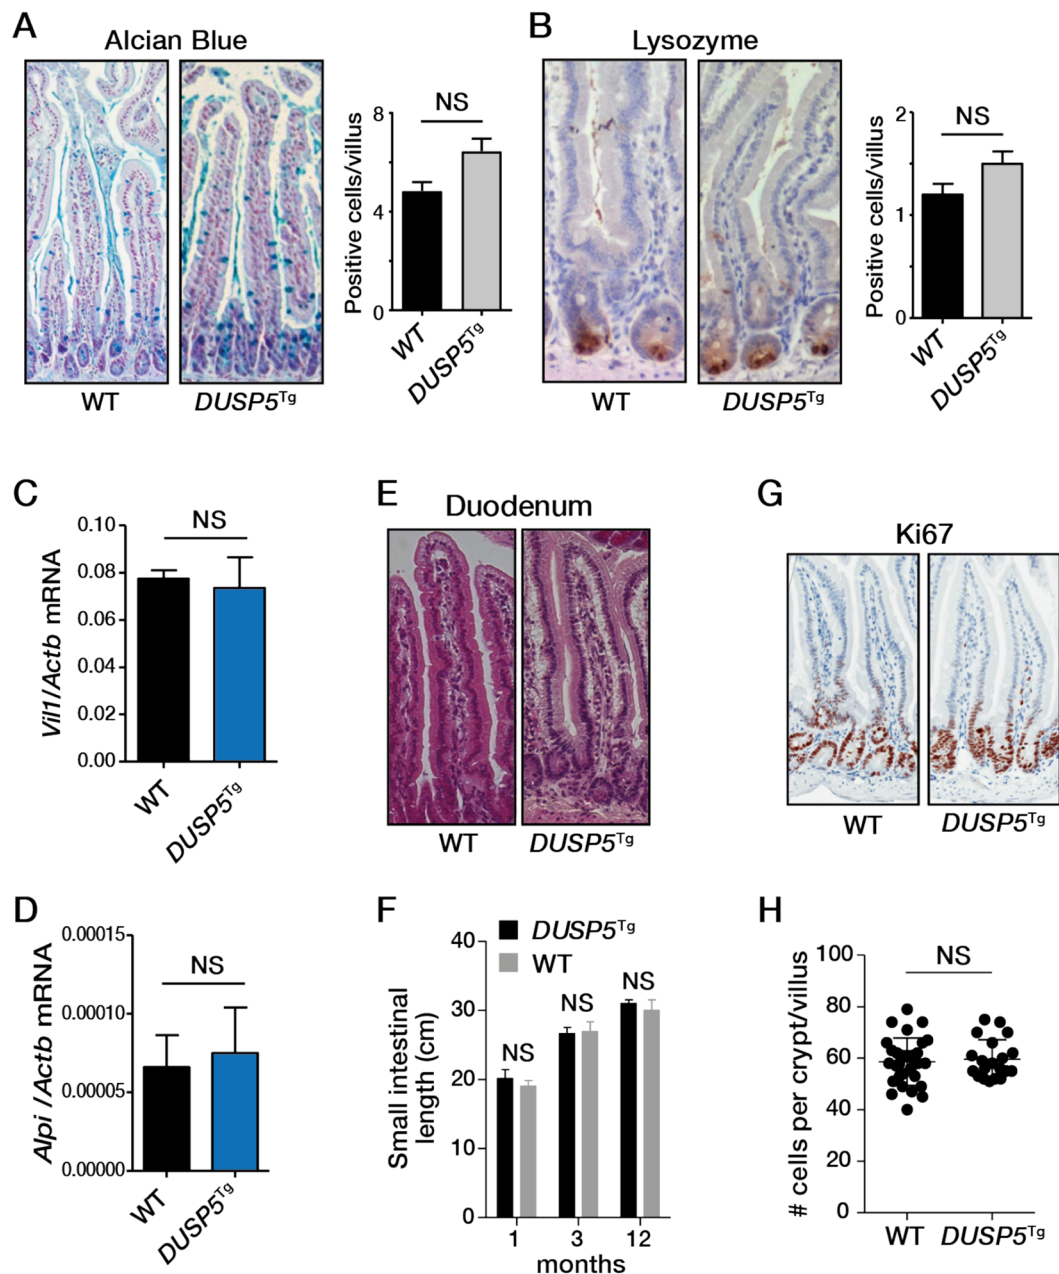 A
Alcian Blue
WT
DUSP5Tg
Positive cells/villus
8
4
0
NS
WT
DUSP5Tg
B
Lysozyme
WT
DUSP5Tg
Positive cells/villus
2
1
0
NS
WT
DUSP5Tg
C
Vil1/Actb mRNA
0.10
0.08
0.06
0.04
0.02
0.00
NS
WT
DUSP5Tg
D
Alpi /Actb mRNA
0.00015
0.00010
0.00005
0.00000
NS
WT
DUSP5Tg
E
Duodenum
WT
DUSP5Tg
F
DUSP5Tg
WT
Small intestinal
length (cm)
40
30
20
10
0
NS
NS
NS
1 3 12
months
G
Ki67
WT
DUSP5Tg
H
# cells per crypt/villus
100
80
60
40
20
0
NS
WT
DUSP5Tg